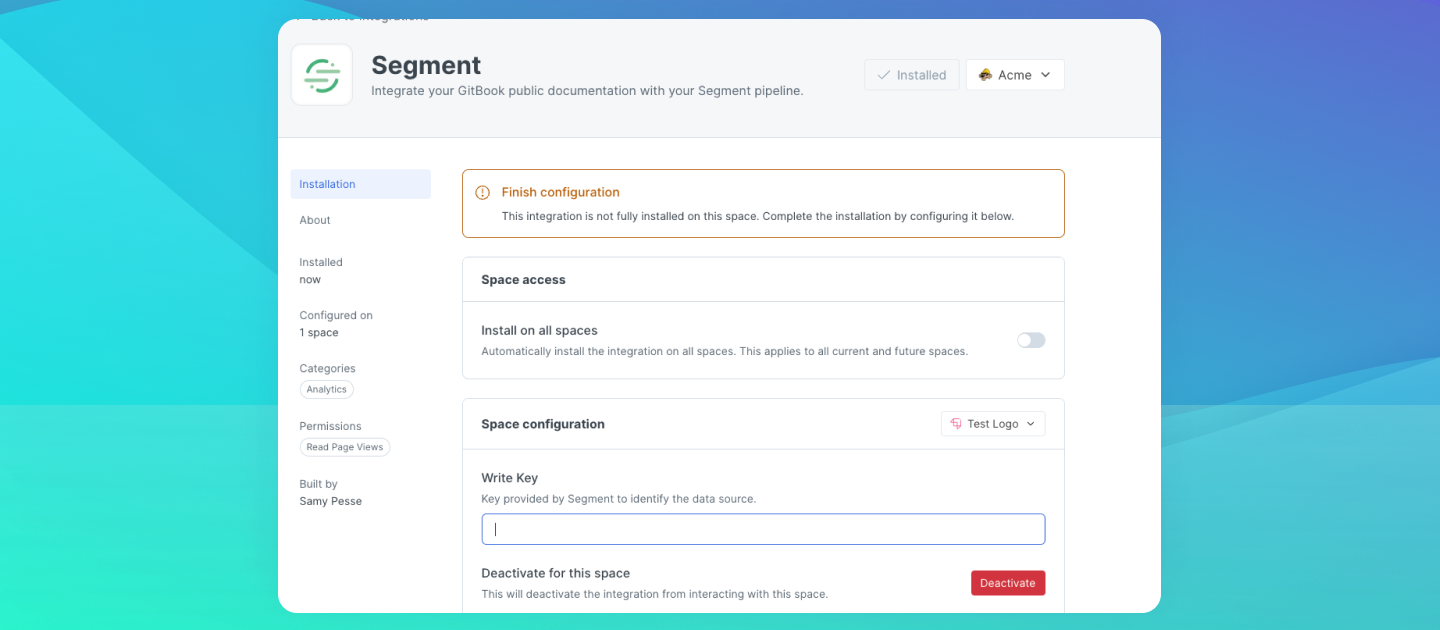 Segment
Integrate your GitBook public documentation with your Segment pipeline.
Installed
Acme
Installation
About
Installed
now
Configured on
1 space
Categories
Analytics
Permissions
Read Page Views
Built by
Samy Pesse
Finish configuration
This integration is not fully installed on this space. Complete the installation by configuring it below.
Space access
Install on all spaces
Automatically install the integration on all spaces. This applies to all current and future spaces.
Space configuration
Test Logo
Write Key
Key provided by Segment to identify the data source.
Deactivate for this space
This will deactivate the integration from interacting with this space.
Deactivate